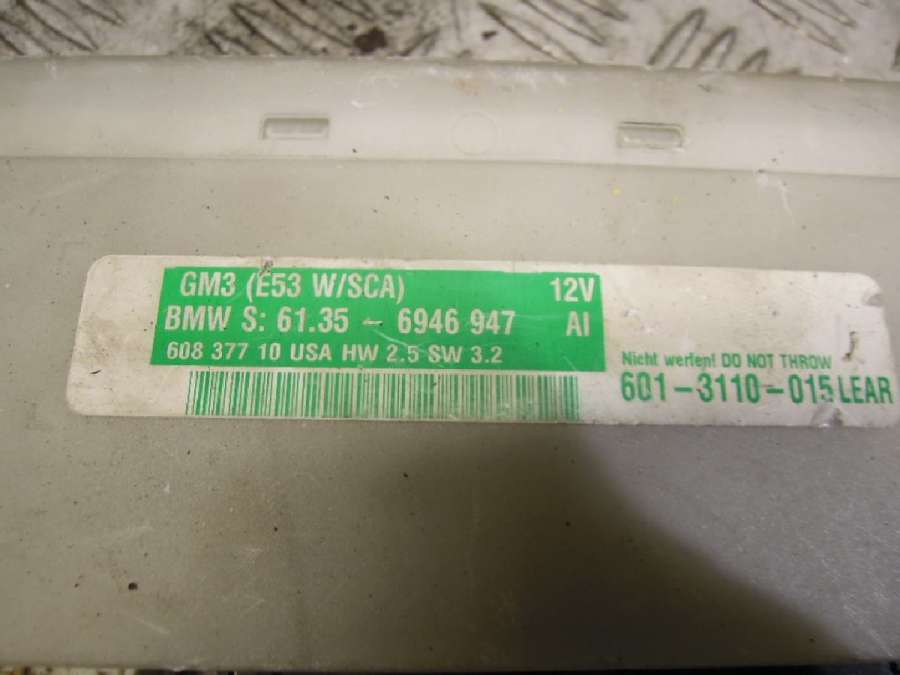 GM3 (E53 W/SCA) 12V
BMW S: 61.35 - 6946 947 AI
608 377 10 USA HW 2.5 SW 3.2
Nicht werfen! DO NOT THROW
601-3110-015 LEAR